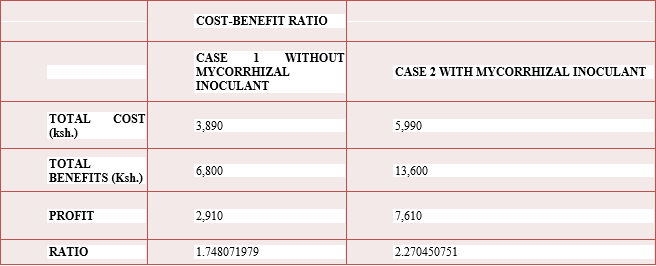 COST-BENEFIT RATIO
CASE 1 WITHOUT
MYCORRHIZAL
INOCULANT
CASE 2 WITH MYCORRHIZAL INOCULANT
TOTAL COST
(ksh.)
3,890
5,990
TOTAL
BENEFITS (Ksh.)
6,800
13,600
PROFIT
2,910
7,610
RATIO
1.748071979
2.270450751